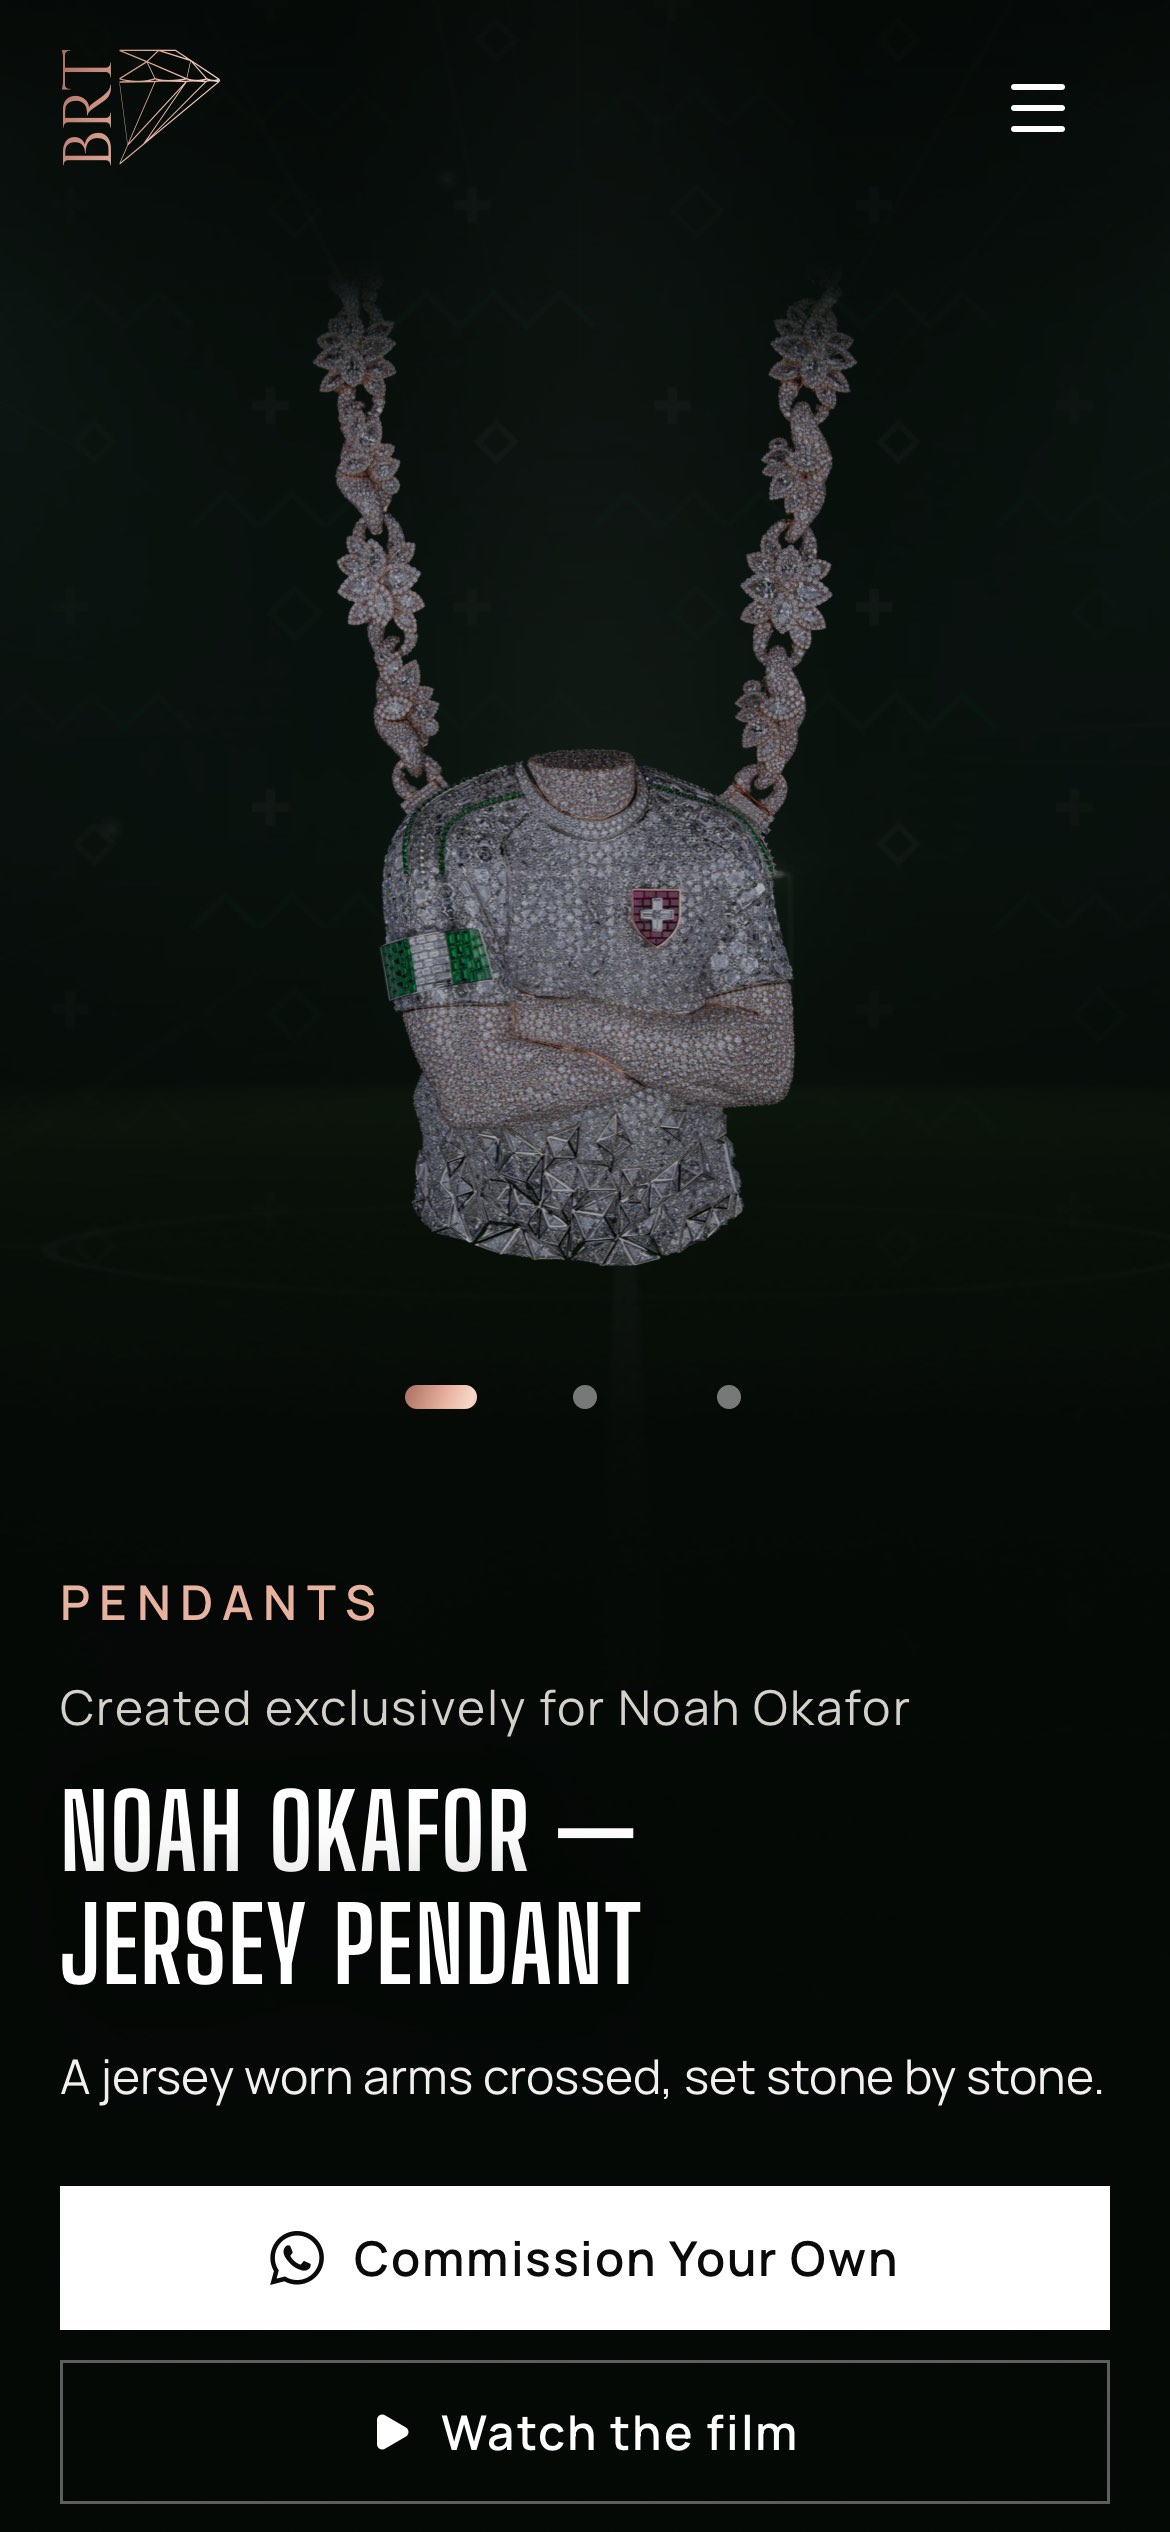 BRT
PENDANTS
Created exclusively for Noah Okafor
NOAH OKAFOR —
JERSEY PENDANT
A jersey worn arms crossed, set stone by stone.
Commission Your Own
Watch the film